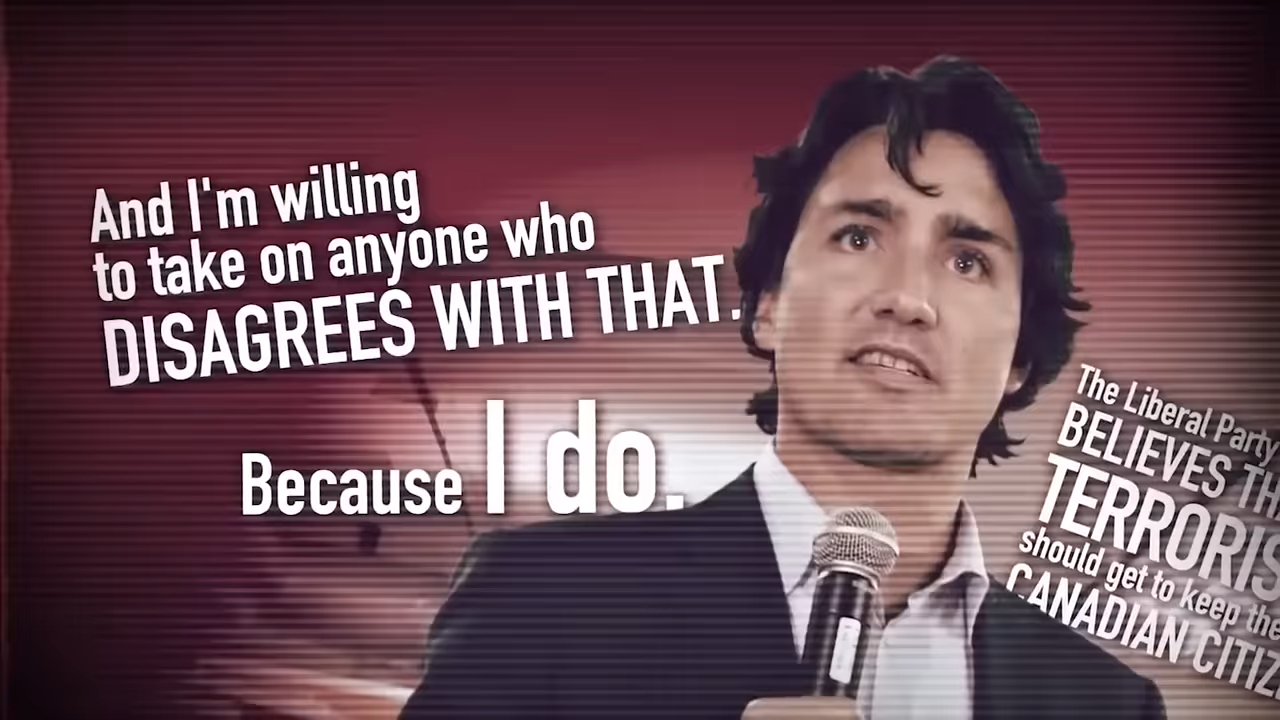 And I'm willing
to take on anyone who
DISAGREES WITH THAT.
Because I do.
The Liberal Party
BELIEVES
should get to keep
CANADIAN